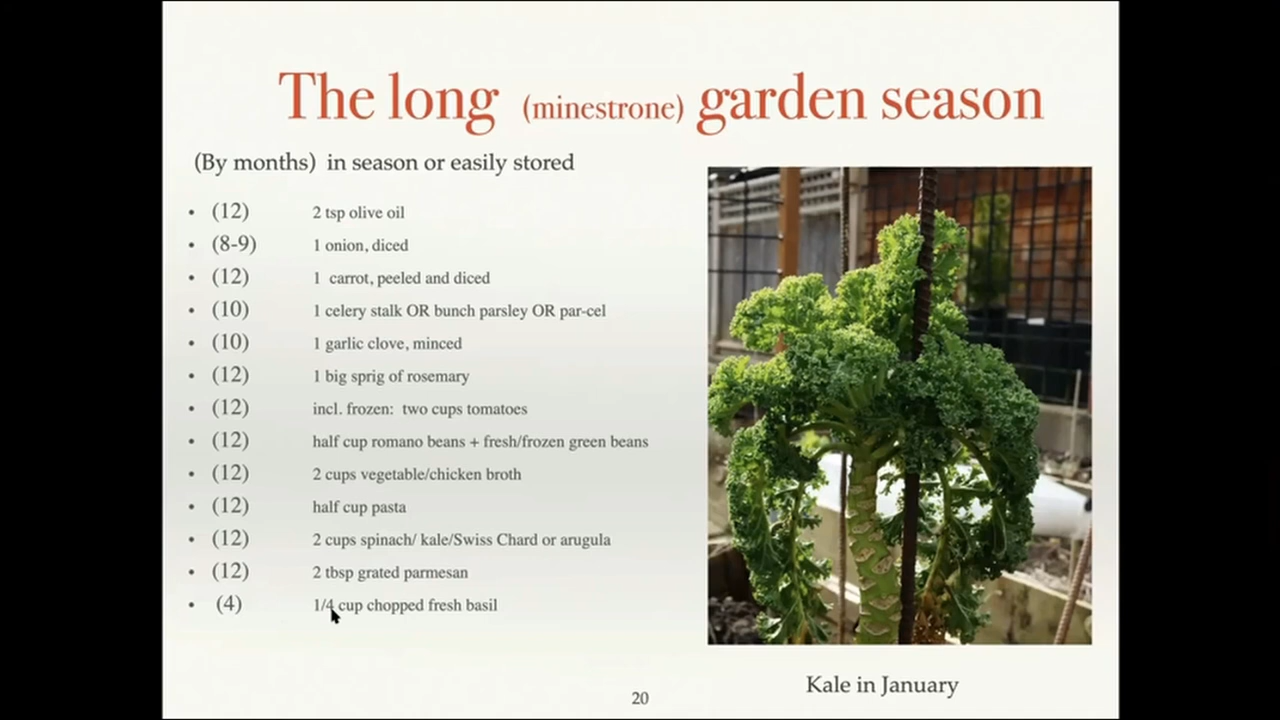 The long (minestrone) garden season
(By months) in season or easily stored
• (12) 2 tsp olive oil
• (8-9) 1 onion, diced
• (12) 1 carrot, peeled and diced
• (10) 1 celery stalk OR bunch parsley OR par-cel
• (10) 1 garlic clove, minced
• (12) 1 big sprig of rosemary
• (12) incl. frozen: two cups tomatoes
• (12) half cup romano beans + fresh/frozen green beans
• (12) 2 cups vegetable/chicken broth
• (12) half cup pasta
• (12) 2 cups spinach/ kale/Swiss Chard or arugula
• (12) 2 tbsp grated parmesan
• (4) 1/4 cup chopped fresh basil
Kale in January
20